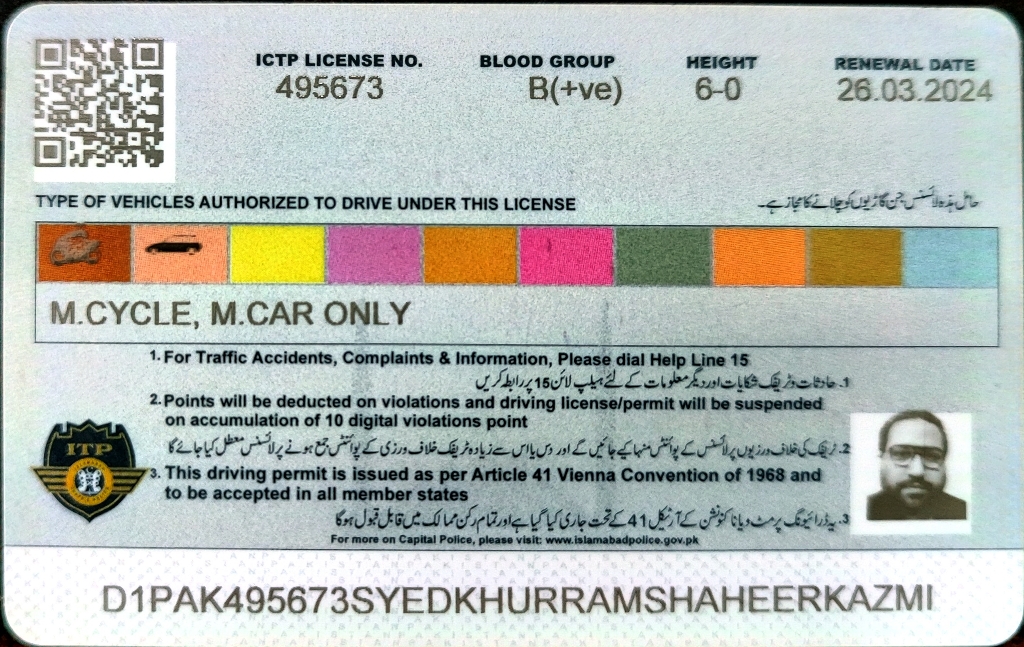 ICTP LICENSE NO. BLOOD GROUP HEIGHT RENEWAL DATE
495673 B(+ve) 6-0 26.03.2024
TYPE OF VEHICLES AUTHORIZED TO DRIVE UNDER THIS LICENSE حامل ہذہ لائسنس جن گاڑیوں کو چلانے کا مجاز ہے۔
M.CYCLE, M.CAR ONLY
1. For Traffic Accidents, Complaints & Information, Please dial Help Line 15
1. حادثات وٹریفک شکایات اور دیگر معلومات کے لئے ہیلپ لائن 15 پر رابطہ کریں
2. Points will be deducted on violations and driving license/permit will be suspended
on accumulation of 10 digital violations point
2. ٹریفک کی خلاف ورزیوں پر لائسنس کے پوائنٹس منہا کیے جائیں گے اور دس یا اس سے زیادہ ٹریفک خلاف ورزی کے پوائنٹس جمع ہونے پر لائسنس معطل کیا جائے گا
ITP
3. This driving permit is issued as per Article 41 Vienna Convention of 1968 and
to be accepted in all member states
3. یہ ڈرائیونگ پرمٹ ویانا کنونشن کے آرٹیکل 41 کے تحت جاری کیا گیا ہے اور تمام رکن ممالک میں قابل قبول ہوگا
For more on Capital Police, please visit: www.islamabadpolice.gov.pk
D1PAK495673SYEDKHURRAMSHAHEERKAZMI